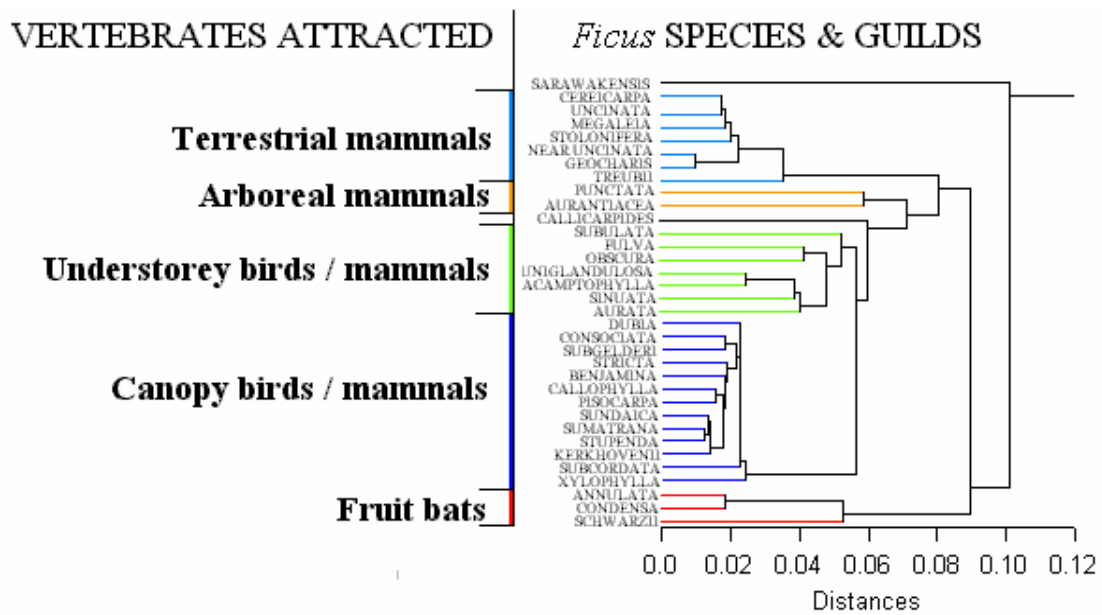 VERTEBRATES ATTRACTED
Ficus SPECIES & GUILDS
Terrestrial mammals
Arboreal mammals
Understorey birds / mammals
Canopy birds / mammals
Fruit bats
SARAWAKENSIS
CEREICARPA
UNCINATA
MEGALEIA
STOLONIFERA
NEAR UNCINATA
GEOCHARIS
TREUBII
PUNCTATA
AURANTIACEA
CALLICARPIDES
SUBULATA
FULVA
OBSCURA
UNIGLANDULOSA
ACAMPTOPHYLLA
SINUATA
AURATA
DUBIA
CONSOCIATA
SUBGELDERI
STRICTA
BENJAMINA
CALLOPHYLLA
PISOCARPA
SUNDAICA
SUMATRANA
STUPENDA
KERKHOVENII
SUBCORDATA
XYLOPHYLLA
ANNULATA
CONDENSA
SCHWARZII
0.0 0.02 0.04 0.06 0.08 0.10 0.12
Distances